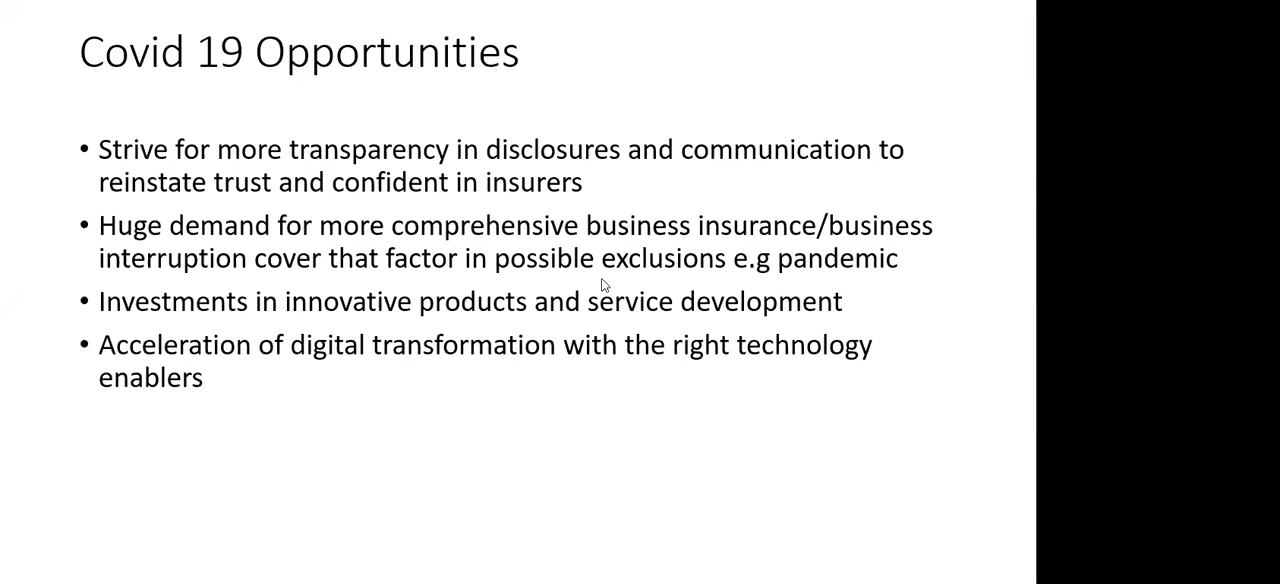 Covid 19 Opportunities
• Strive for more transparency in disclosures and communication to
reinstate trust and confident in insurers
• Huge demand for more comprehensive business insurance/business
interruption cover that factor in possible exclusions e.g pandemic
• Investments in innovative products and service development
• Acceleration of digital transformation with the right technology
enablers